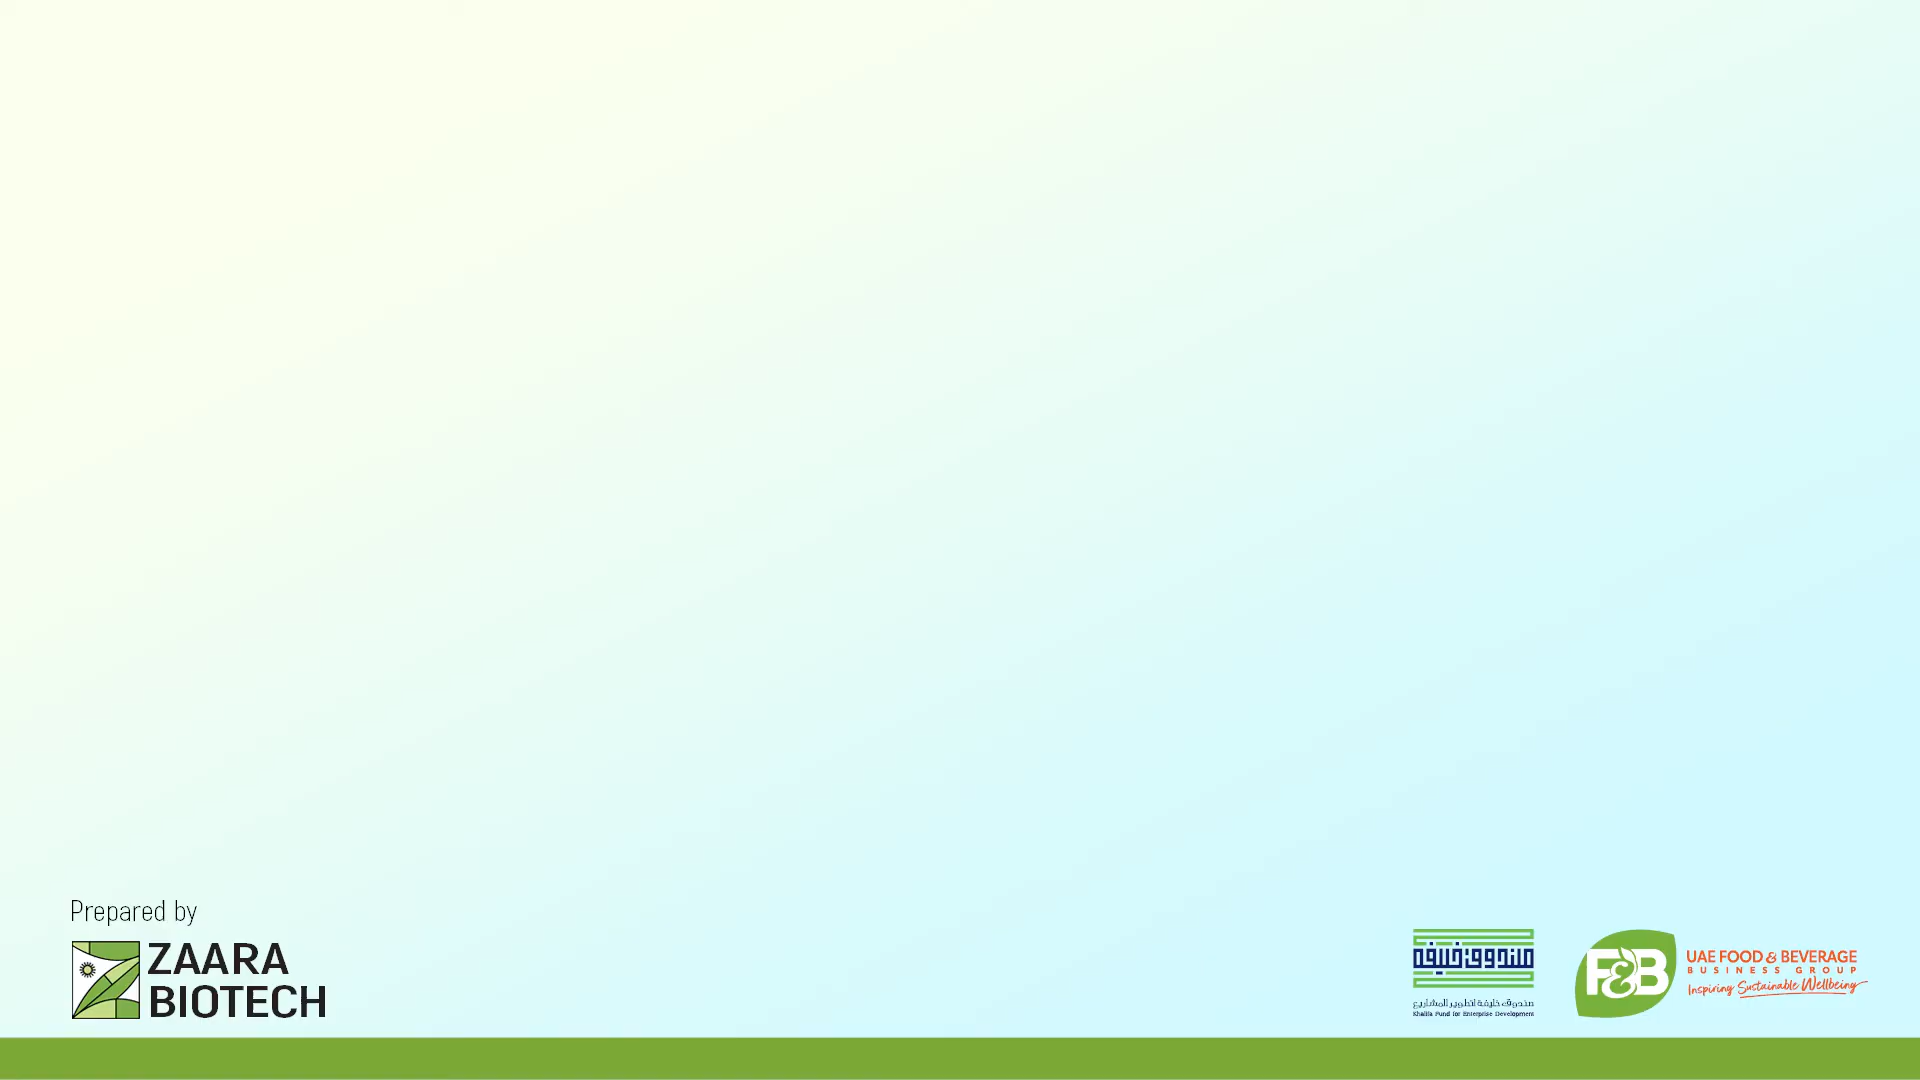 Prepared by
ZAARA
BIOTECH
صندوق خليفة
صندوق خليفة لتطوير المشاريع
Khalifa Fund for Enterprise Development
F&B
UAE FOOD & BEVERAGE
BUSINESS GROUP
Inspiring Sustainable Wellbeing